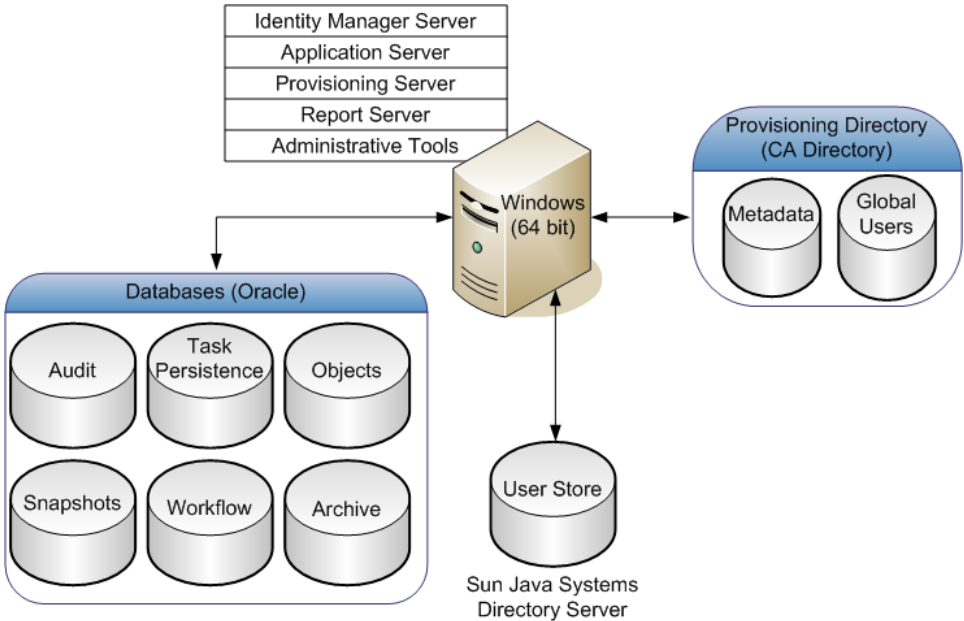 Identity Manager Server
Application Server
Provisioning Server
Report Server
Administrative Tools
Windows
(64 bit)
Provisioning Directory
(CA Directory)
Metadata
Global
Users
Databases (Oracle)
Audit
Task
Persistence
Objects
Snapshots
Workflow
Archive
User Store
Sun Java Systems
Directory Server